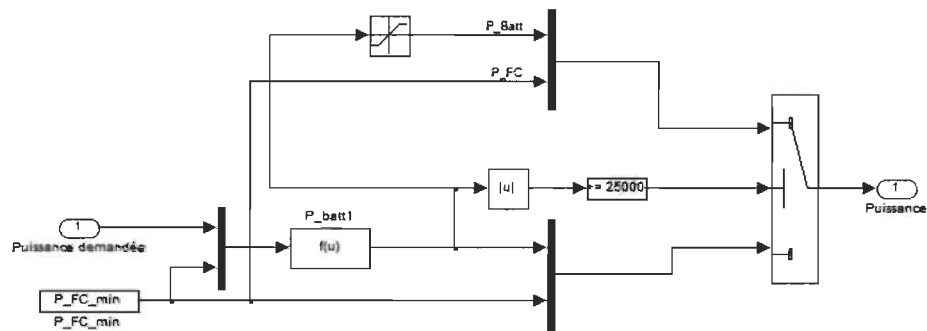 P_Batt
P_FC
|u|
>= 25000
1
Puissance
P_batt1
f(u)
1
Puissance demandée
P_FC_min
P_FC_min